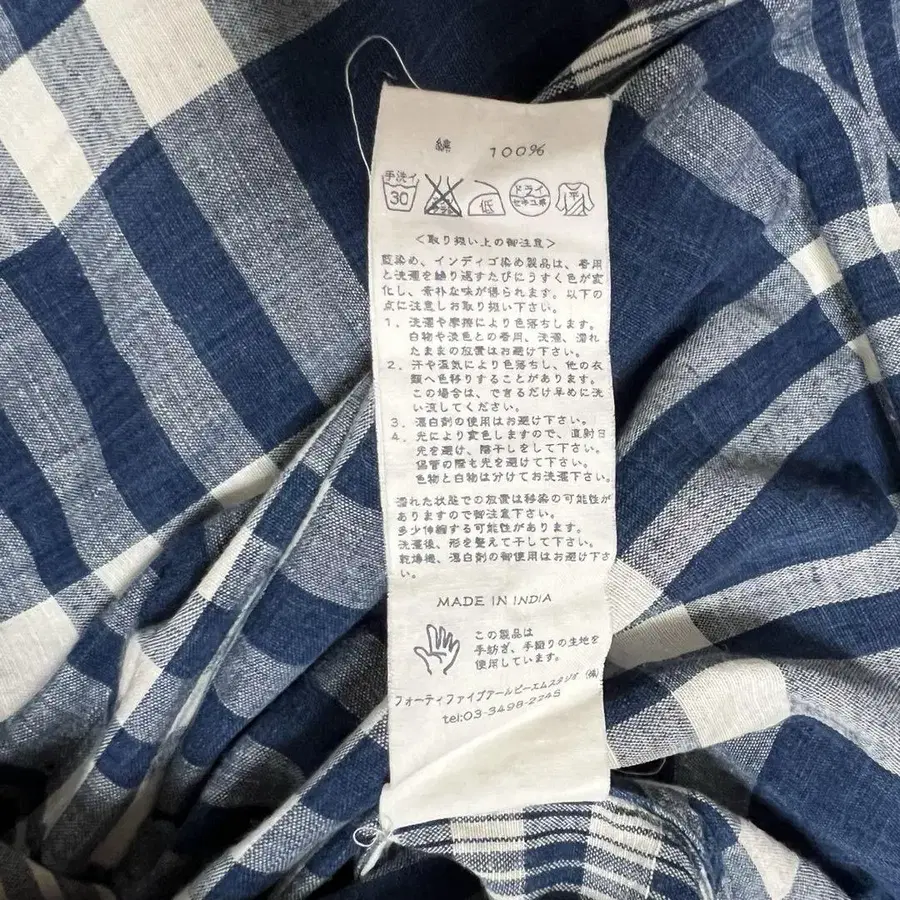 綿 100%
手洗イ
30
低
ドライ
セキユ系
平
＜取り扱い上の御注意＞
藍染め、インディゴ染め製品は、着用
と洗濯を繰り返すたびにうすく色が変
化し、素朴な味が得られます。以下の
点に注意しお取り扱い下さい。
1. 洗濯や摩擦により色落ちします。
白物や淡色との着用、洗濯、濡れ
たままの放置はお避け下さい。
2. 汗や湿気により色落ちし、他の衣
類へ色移りすることがあります。
この場合は、できるだけ早めに洗
い流してください。
3. 漂白剤の使用はお避け下さい。
4. 光により変色しますので、直射日
光を避け、陰干しをして下さい。
保管の際も光を避けて下さい。
色物と白物は分けてお洗濯下さい。
濡れた状態での放置は移染の可能性が
ありますので御注意下さい。
多少伸縮する可能性があります。
洗濯後、形を整えて干して下さい。
乾燥機、漂白剤の御使用はお避け下さ
い。
MADE IN INDIA
この製品は
手紡ぎ、手織りの生地を
使用しています。
フォーティファイブアールピーエムスタジオ (株)
tel:03-3498-2245